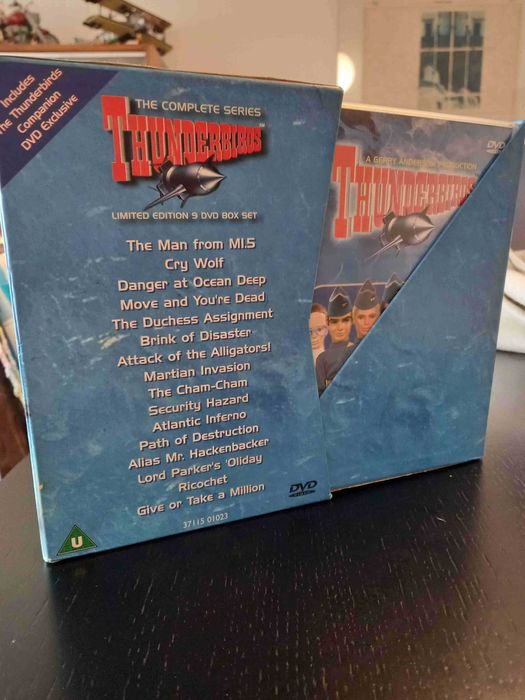 Includes
The Thunderbirds
Companion
DVD Exclusive
THE COMPLETE SERIES
THUNDERBIRDS
LIMITED EDITION 9 DVD BOX SET
The Man from MI.5
Cry Wolf
Danger at Ocean Deep
Move and You're Dead
The Duchess Assignment
Brink of Disaster
Attack of the Alligators!
Martian Invasion
The Cham-Cham
Security Hazard
Atlantic Inferno
Path of Destruction
Alias Mr. Hackenbacker
Lord Parker's 'Oliday
Ricochet
Give or Take a Million
37115 01023
U
DVD
VIDEO
DVD
A GERRY ANDERSON PRODUCTION
THUNDERBIRDS